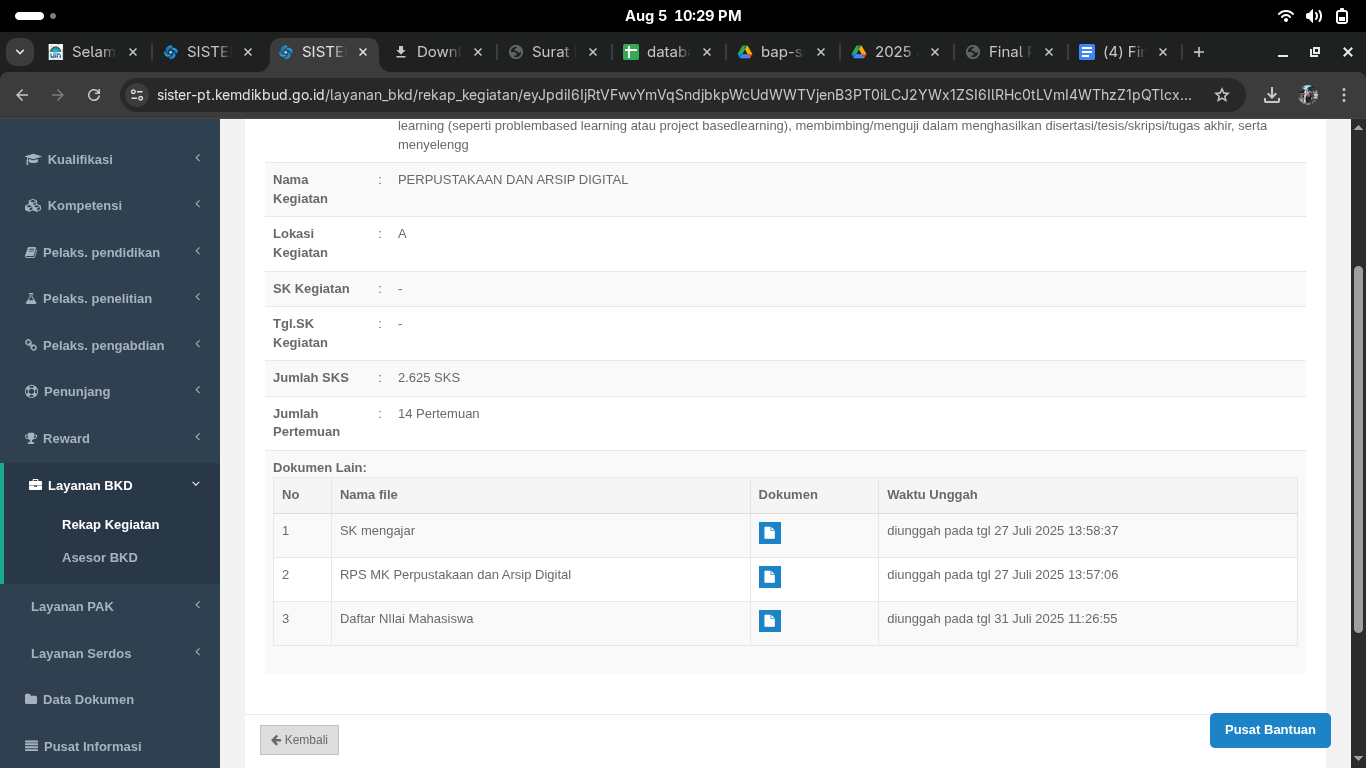 Aug 5  10:29 PM
Selam
SISTE
SISTE
Downl
Surat
datab
bap-s
2025
Final
(4) Fir
sister-pt.kemdikbud.go.id/layanan_bkd/rekap_kegiatan/
Kualifikasi
Kompetensi
Pelaks. pendidikan
Pelaks. penelitian
Pelaks. pengabdian
Penunjang
Reward
Layanan BKD
Rekap Kegiatan
Asesor BKD
Layanan PAK
Layanan Serdos
Data Dokumen
Pusat Informasi
learning (seperti problembased learning atau project basedlearning), membimbing/menguji dalam menghasilkan disertasi/tesis/skripsi/tugas akhir, serta
menyelengg
Nama : PERPUSTAKAAN DAN ARSIP DIGITAL
Kegiatan
Lokasi : A
Kegiatan
SK Kegiatan : -
Tgl.SK : -
Kegiatan
Jumlah SKS : 2.625 SKS
Jumlah : 14 Pertemuan
Pertemuan
Dokumen Lain:
No Nama file Dokumen Waktu Unggah
1 SK mengajar diunggah pada tgl 27 Juli 2025 13:58:37
2 RPS MK Perpustakaan dan Arsip Digital diunggah pada tgl 27 Juli 2025 13:57:06
3 Daftar NIlai Mahasiswa diunggah pada tgl 31 Juli 2025 11:26:55
Kembali
Pusat Bantuan